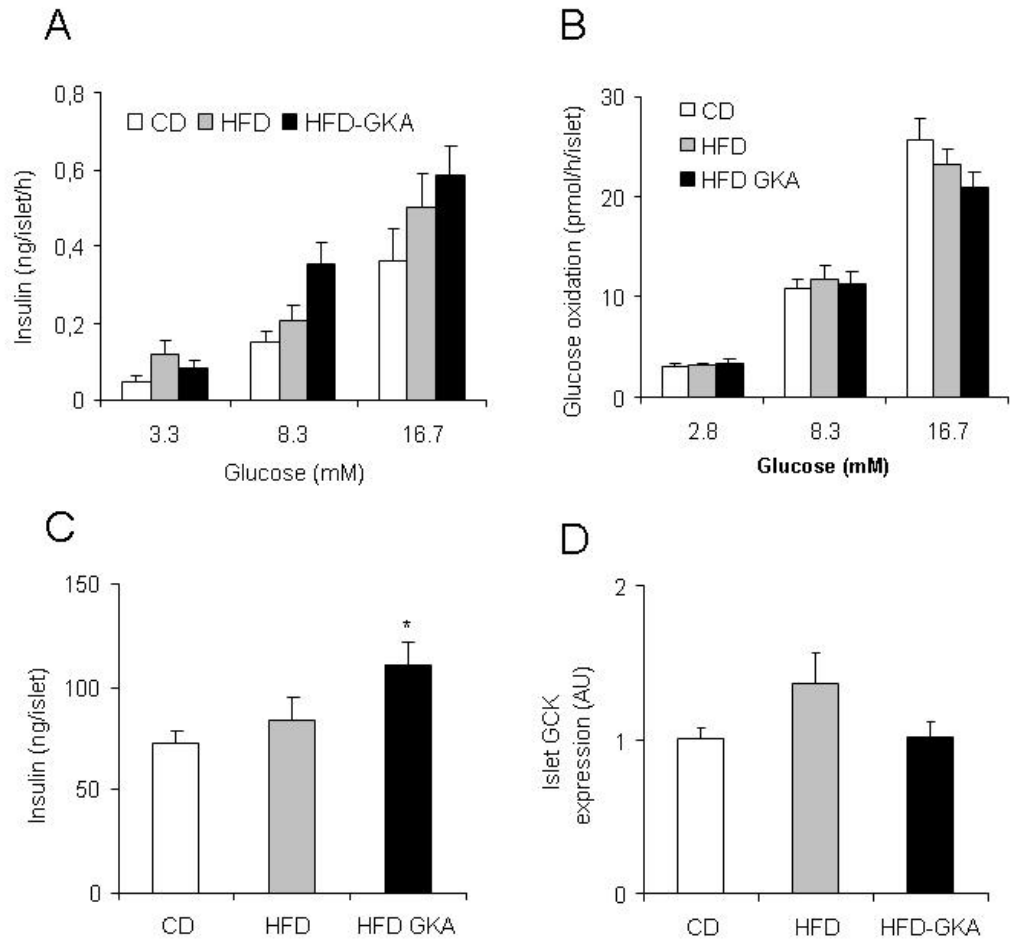 A
Insulin (ng/islet/h)
0,8
0,6
0,4
0,2
0
CD HFD HFD-GKA
3.3 8.3 16.7
Glucose (mM)
B
Glucose oxidation (pmol/h/islet)
30
20
10
0
CD
HFD
HFD GKA
2.8 8.3 16.7
Glucose (mM)
C
Insulin (ng/islet)
150
100
50
0
*
CD HFD HFD GKA
D
Islet GCK
expression (AU)
2
1
0
CD HFD HFD-GKA